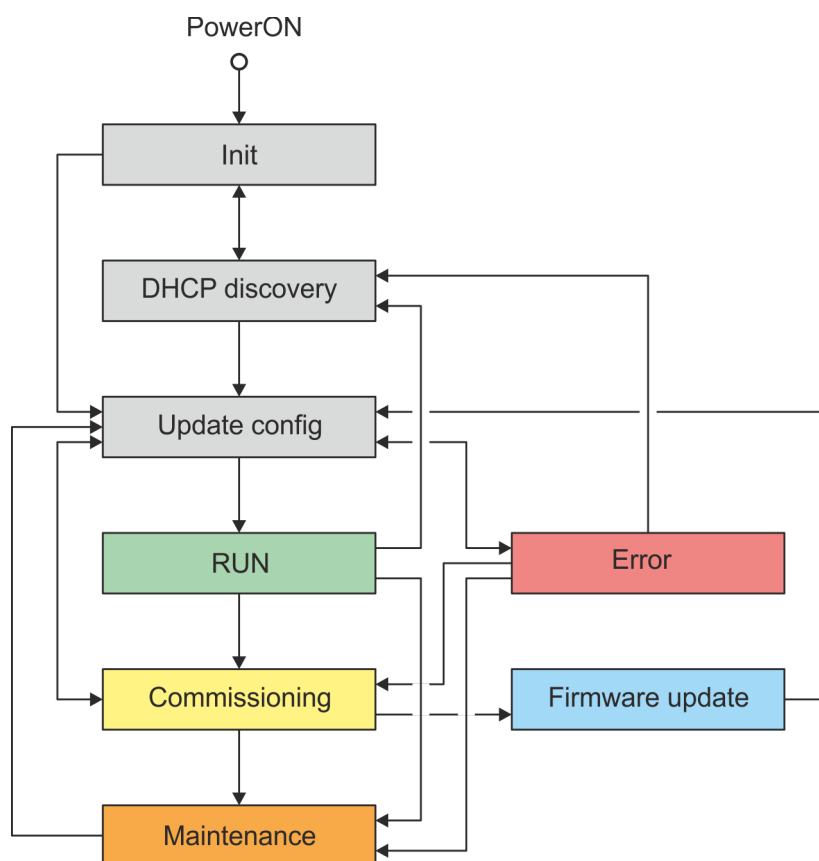 PowerON
Init
DHCP discovery
Update config
RUN
Error
Commissioning
Firmware update
Maintenance